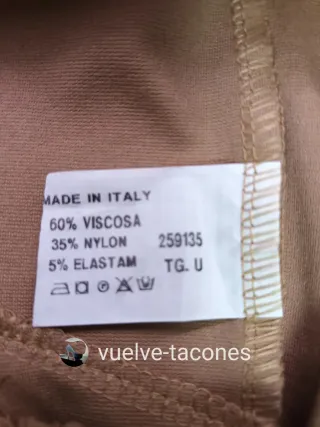 MADE IN ITALY
60% VISCOSA
35% NYLON 259135
5% ELASTAM TG. U
vuelve-tacones